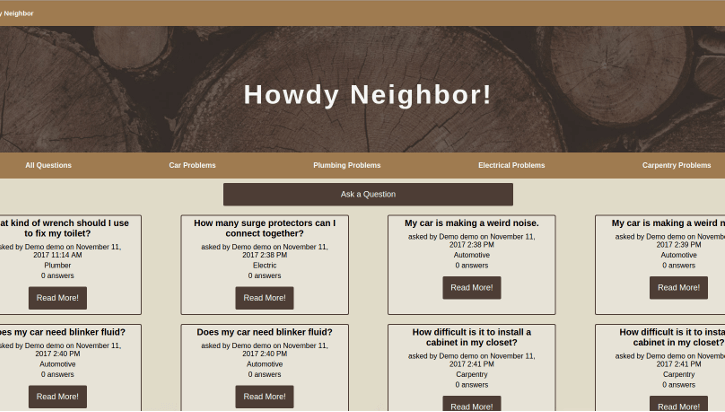 Neighbor
Howdy Neighbor!
All Questions Car Problems Plumbing Problems Electrical Problems Carpentry Problems
Ask a Question
kind of wrench should I use
to fix my toilet?
by Demo demo on November 11,
2017 11:14 AM
Plumber
0 answers
Read More!
How many surge protectors can I
connect together?
asked by Demo demo on November 11,
2017 2:38 PM
Electric
0 answers
Read More!
My car is making a weird noise.
asked by Demo demo on November 11,
2017 2:38 PM
Automotive
0 answers
Read More!
My car is making a weird
asked by Demo demo on
2017 2:39 PM
Automotive
0 answers
Read More!
my car need blinker fluid?
asked by Demo demo on November 11,
2017 2:40 PM
Automotive
0 answers
Read More!
Does my car need blinker fluid?
asked by Demo demo on November 11,
2017 2:40 PM
Automotive
0 answers
Read More!
How difficult is it to install a
cabinet in my closet?
asked by Demo demo on November 11,
2017 2:41 PM
Carpentry
0 answers
Read More!
How difficult is it to
cabinet in my closet?
asked by Demo demo on
2017 2:41 PM
Carpentry
0 answers
Read More!